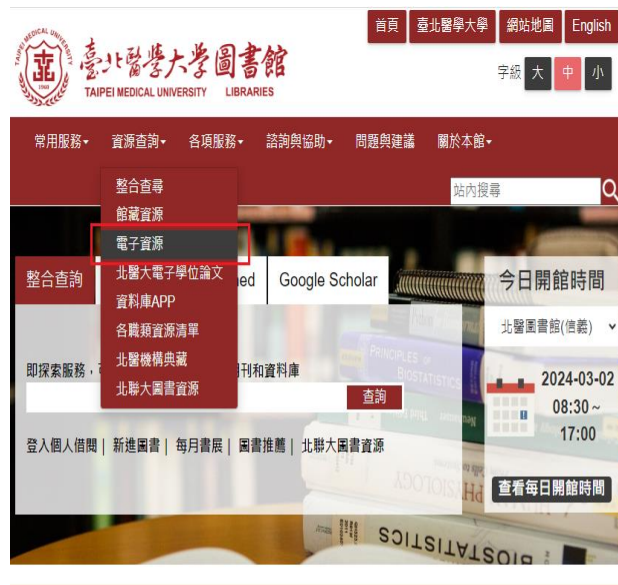 首頁 臺北醫學大學 網站地圖 English
TAIPEI MEDICAL UNIVERSITY
1960
臺北醫學大學圖書館
TAIPEI MEDICAL UNIVERSITY LIBRARIES
字級 大 中 小
常用服務▾ 資源查詢▾ 各項服務▾ 諮詢與協助▾ 問題與建議 關於本館▾
站內搜尋
整合查尋
館藏資源
電子資源
北醫大電子學位論文
資料庫APP
各職類資源清單
北醫機構典藏
北聯大圖書資源
整合查詢 ed Google Scholar
即探索服務，
刊和資料庫
查詢
登入個人借閱| 新進圖書| 每月書展| 圖書推薦| 北聯大圖書資源
今日開館時間
北醫圖書館(信義)
2024-03-02
08:30 ~
17:00
查看每日開館時間
PRINCIPLES OF
BIOSTATISTICS
PHYSIOLOGY
BIOSTATISTICS